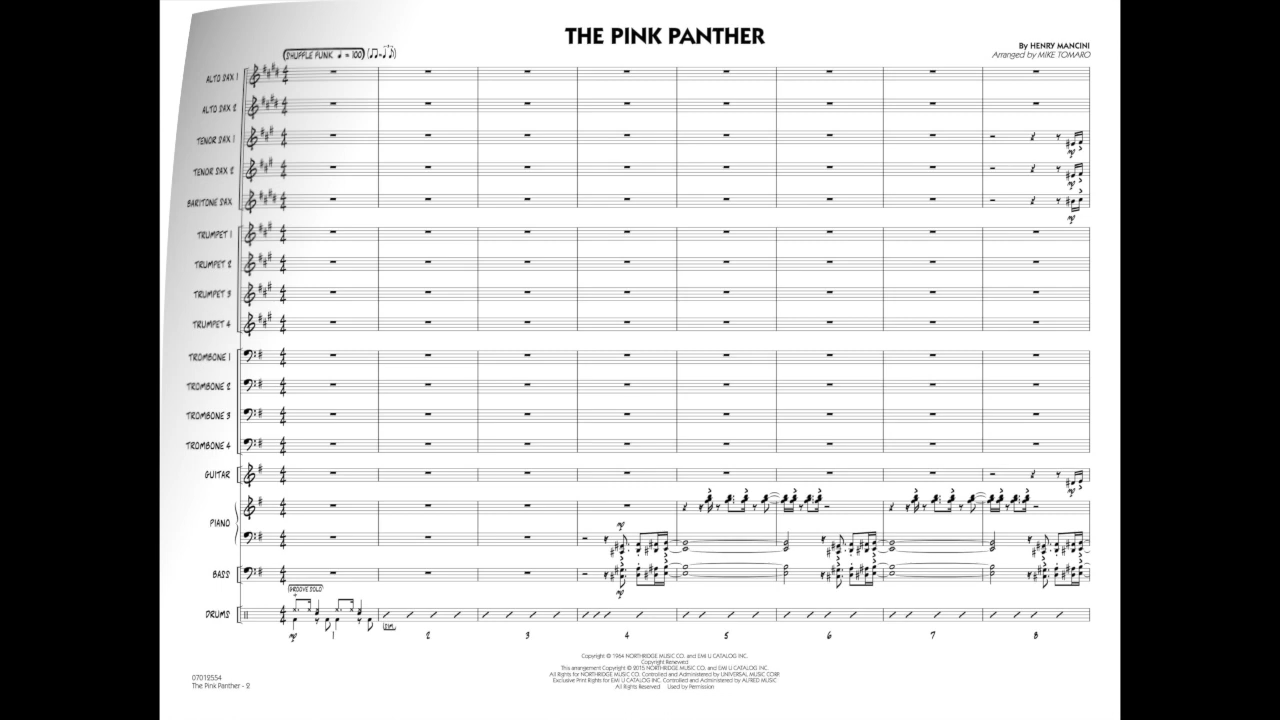 THE PINK PANTHER
By HENRY MANCINI
Arranged by MIKE TOMARO
SHUFFLE FUNK ♩ = 100
ALTO SAX 1
ALTO SAX 2
TENOR SAX 1
TENOR SAX 2
BARITONE SAX
TRUMPET 1
TRUMPET 2
TRUMPET 3
TRUMPET 4
TROMBONE 1
TROMBONE 2
TROMBONE 3
TROMBONE 4
GUITAR
PIANO
BASS
GROOVE SOLO
DRUMS
SIM.
1 2 3 4 5 6 7 8
Copyright © 1964 NORTHRIDGE MUSIC CO. and EMI U CATALOG INC.
Copyright Renewed
This arrangement Copyright © 2015 NORTHRIDGE MUSIC CO. and EMI U CATALOG INC.
All Rights for NORTHRIDGE MUSIC CO. Controlled and Administered by UNIVERSAL MUSIC CORP.
Exclusive Print Rights for EMI U CATALOG INC. Controlled and Administered by ALFRED MUSIC
All Rights Reserved Used by Permission
07012554
The Pink Panther - 2